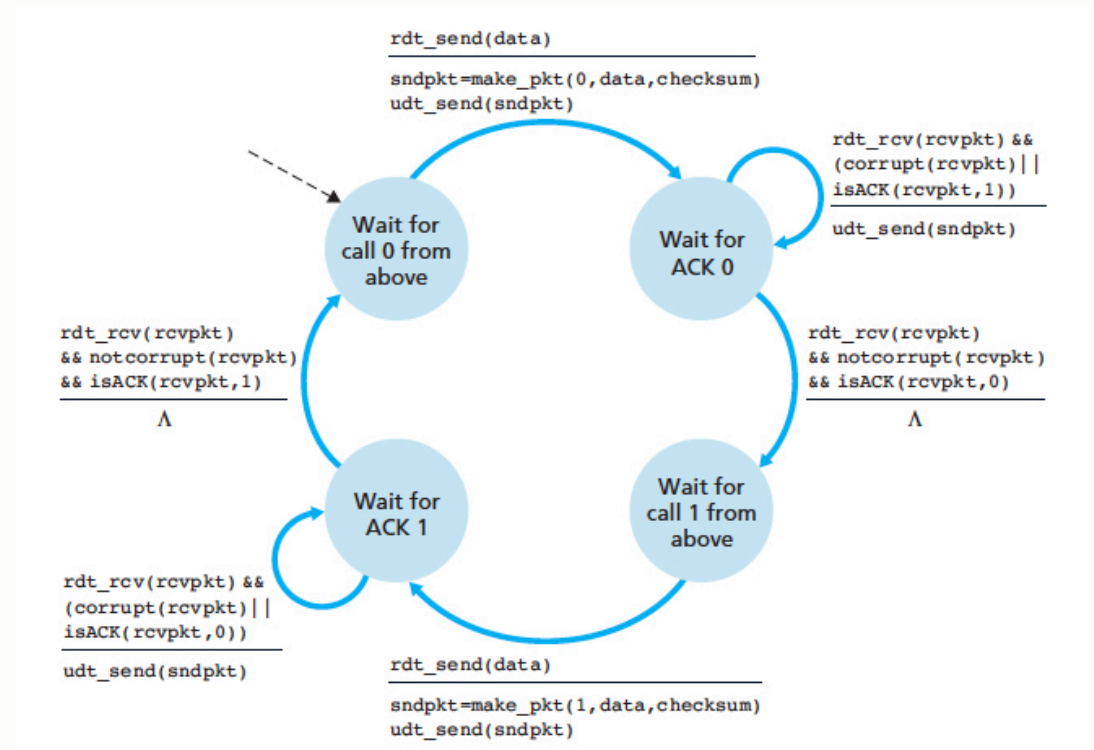 rdt_send(data)
sndpkt=make_pkt(0,data,checksum)
udt_send(sndpkt)
rdt_rcv(rcvpkt) &&
(corrupt(rcvpkt)||
isACK(rcvpkt,1))
udt_send(sndpkt)
Wait for
call 0 from
above
Wait for
ACK 0
rdt_rcv(rcvpkt)
&& notcorrupt(rcvpkt)
&& isACK(rcvpkt,1)
Λ
rdt_rcv(rcvpkt)
&& notcorrupt(rcvpkt)
&& isACK(rcvpkt,0)
Λ
Wait for
ACK 1
Wait for
call 1 from
above
rdt_rcv(rcvpkt) &&
(corrupt(rcvpkt)||
isACK(rcvpkt,0))
udt_send(sndpkt)
rdt_send(data)
sndpkt=make_pkt(1,data,checksum)
udt_send(sndpkt)